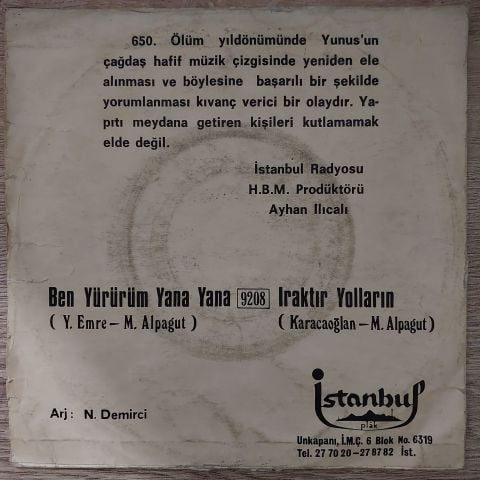 650. Ölüm yıldönümünde Yunus'un
çağdaş hafif müzik çizgisinde yeniden ele
alınması ve böylesine başarılı bir şekilde
yorumlanması kıvanç verici bir olaydır. Ya-
pıtı meydana getiren kişileri kutlamamak
elde değil.
İstanbul Radyosu
H.B.M. Prodüktörü
Ayhan Ilıcalı
Ben Yürürüm Yana Yana 9208 Iraktır Yolların
( Y. Emre – M. Alpagut ) ( Karacaoğlan – M. Alpagut )
Arj: N. Demirci
İstanbul
plâk
Unkapanı, İ.M.Ç. 6 Blok No. 6319
Tel. 27 70 20 – 27 87 82 İst.